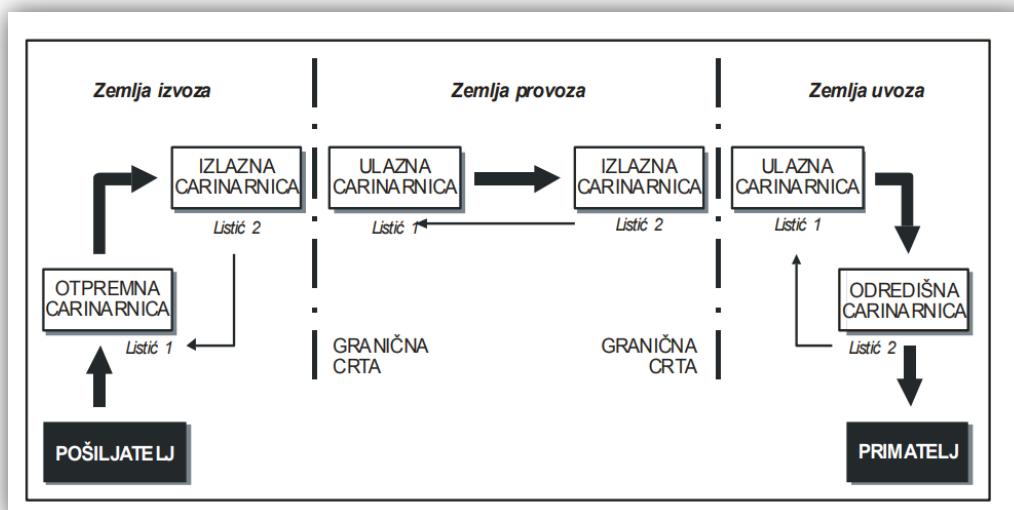 Zemlja izvoza
Zemlja provoza
Zemlja uvoza
IZLAZNA
CARINARNICA
Listić 2
ULAZNA
CARINARNICA
Listić 1
IZLAZNA
CARINARNICA
Listić 2
ULAZNA
CARINARNICA
Listić 1
OTPREMNA
CARINARNICA
Listić 1
ODREDIŠNA
CARINARNICA
Listić 2
GRANIČNA
CRTA
GRANIČNA
CRTA
POŠILJATELJ
PRIMATELJ